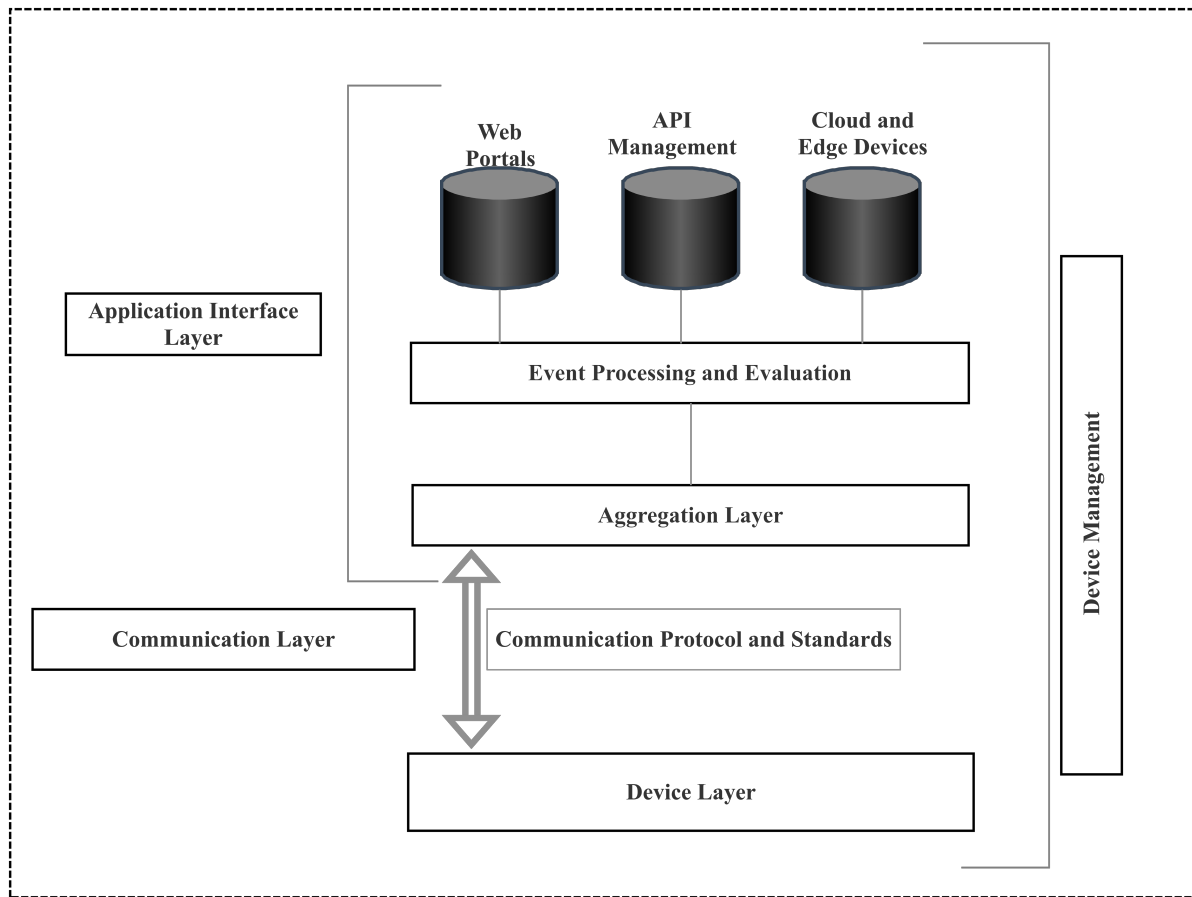 Web
Portals
API
Management
Cloud and
Edge Devices
Application Interface
Layer
Event Processing and Evaluation
Aggregation Layer
Communication Layer
Communication Protocol and Standards
Device Layer
Device Management